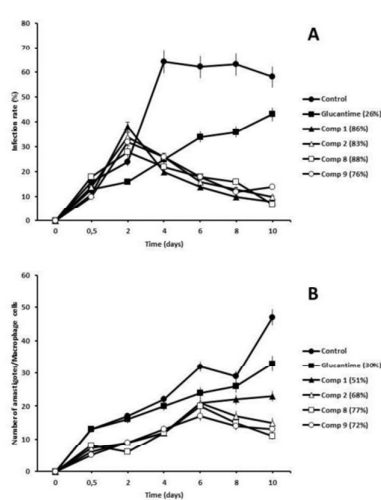 A
Infection rate (%)
80
70
60
50
40
30
20
10
0
0 0,5 2 4 6 8 10
Time (days)
Control
Glucantime (26%)
Comp 1 (86%)
Comp 2 (83%)
Comp 8 (88%)
Comp 9 (76%)
B
Number of amastigotes/Macrophage cells
60
50
40
30
20
10
0
0 0,5 2 4 6 8 10
Time (days)
Control
Glucantime (30%)
Comp 1 (51%)
Comp 2 (68%)
Comp 8 (77%)
Comp 9 (72%)